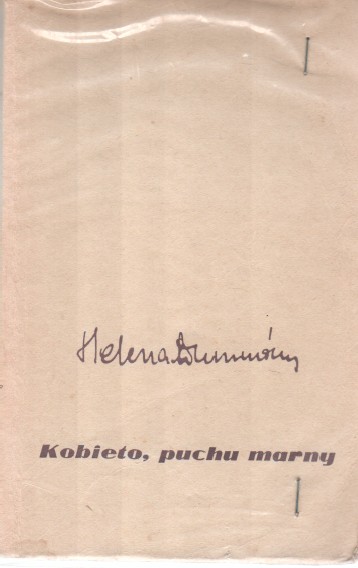 Helena
Kobieto, puchu marny